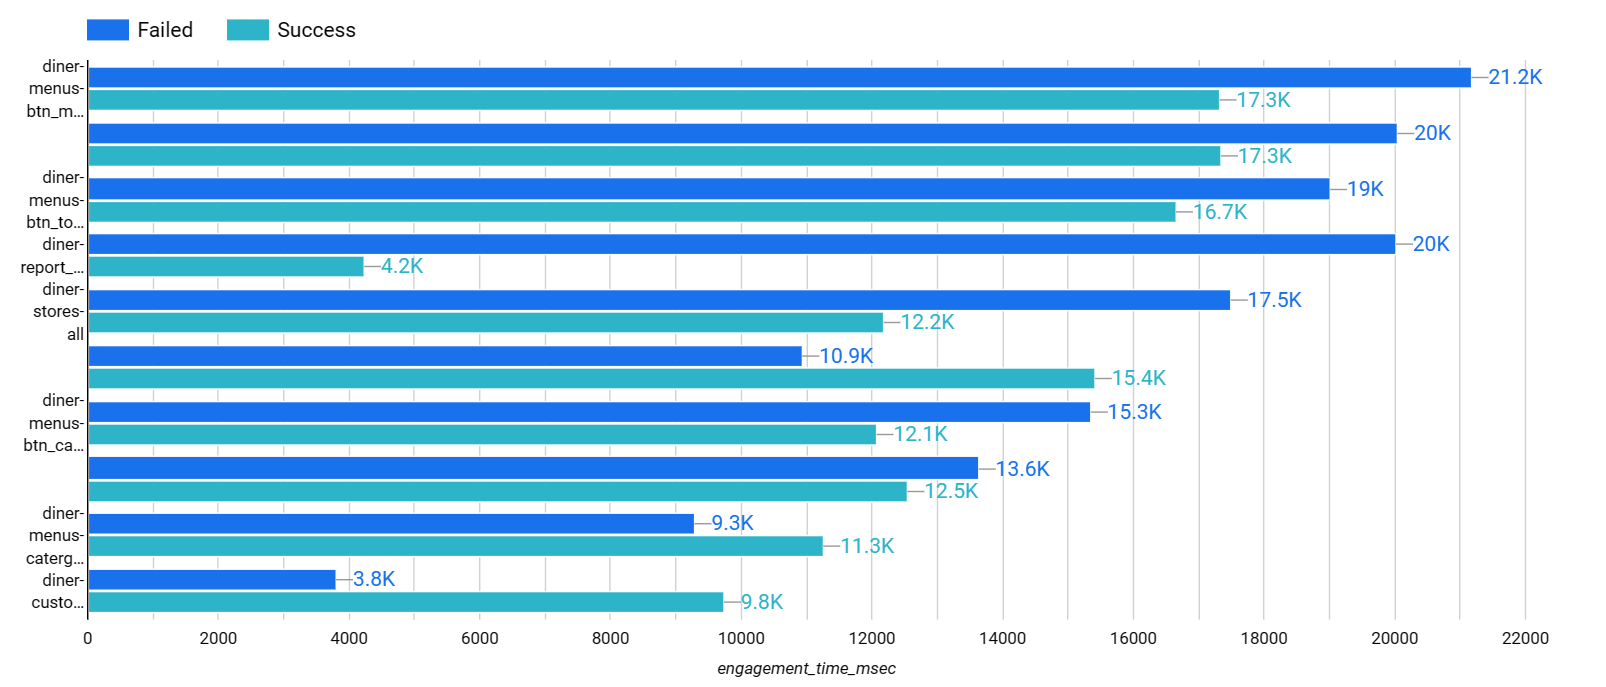 Failed Success
diner-
menus-
btn_m...
21.2K
17.3K
20K
17.3K
diner-
menus-
btn_to...
19K
16.7K
diner-
report_...
20K
4.2K
diner-
stores-
all
17.5K
12.2K
10.9K
15.4K
diner-
menus-
btn_ca...
15.3K
12.1K
13.6K
12.5K
diner-
menus-
caterg...
9.3K
11.3K
diner-
custo...
3.8K
9.8K
0 2000 4000 6000 8000 10000 12000 14000 16000 18000 20000 22000
engagement_time_msec